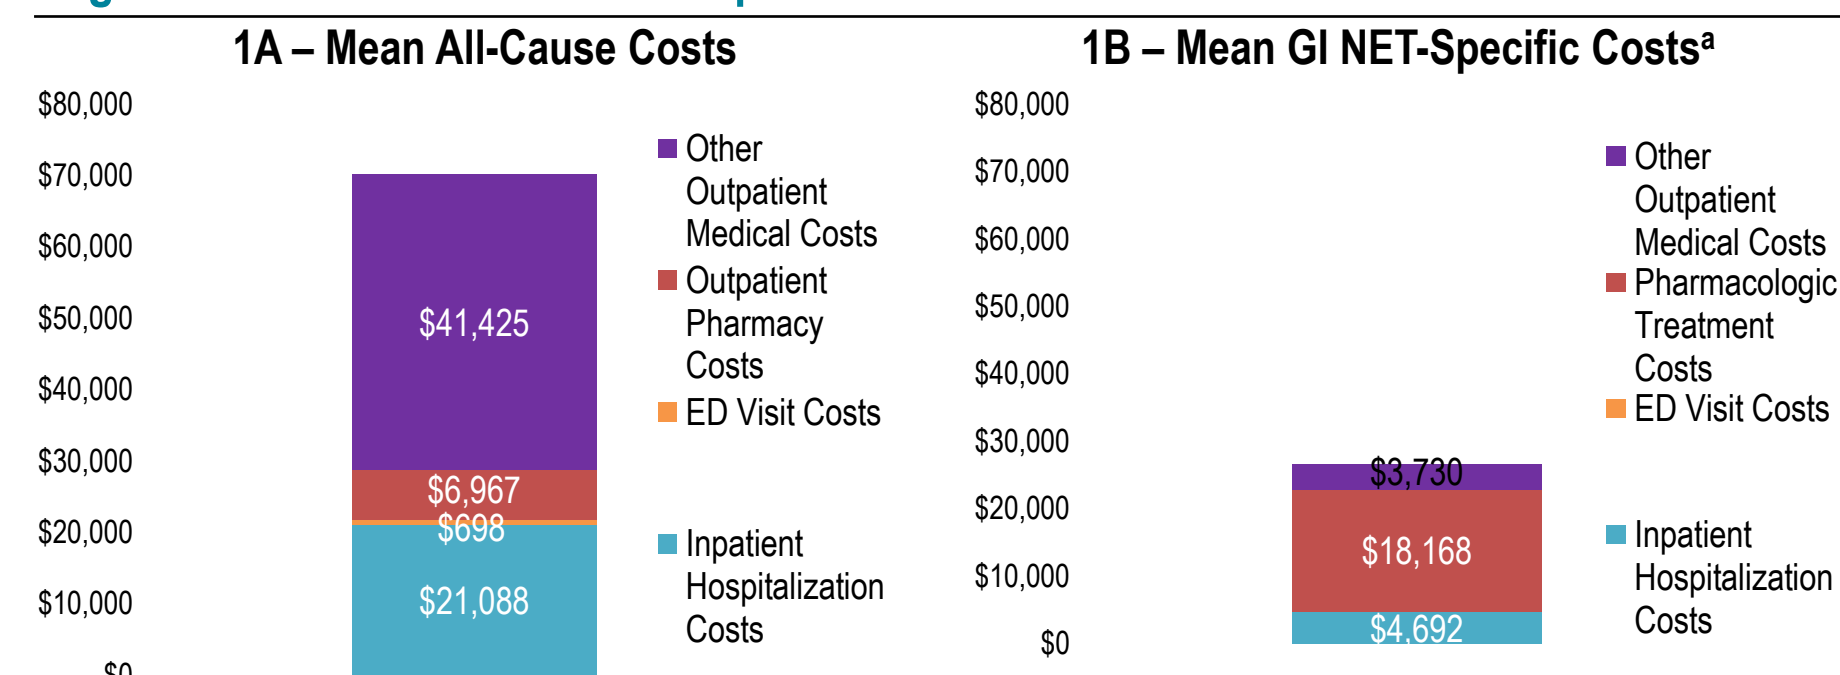 1A – Mean All-Cause Costs
$80,000
$70,000
$60,000
$50,000
$40,000
$30,000
$20,000
$10,000
$0
$41,425
$6,967
$698
$21,088
Other
Outpatient
Medical Costs
Outpatient
Pharmacy
Costs
ED Visit Costs
Inpatient
Hospitalization
Costs
1B – Mean GI NET-Specific Costsᵃ
$80,000
$70,000
$60,000
$50,000
$40,000
$30,000
$20,000
$10,000
$0
$3,730
$18,168
$4,692
Other
Outpatient
Medical Costs
Pharmacologic
Treatment
Costs
ED Visit Costs
Inpatient
Hospitalization
Costs